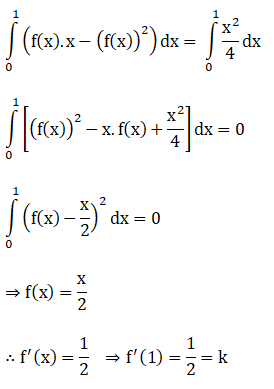 ∫₀¹ (f(x).x − (f(x))²) dx = ∫₀¹ x²/4 dx
∫₀¹ [(f(x))² − x. f(x) + x²/4] dx = 0
∫₀¹ (f(x) − x/2)² dx = 0
⇒ f(x) = x/2
∴ f′(x) = 1/2 ⇒ f′(1) = 1/2 = k